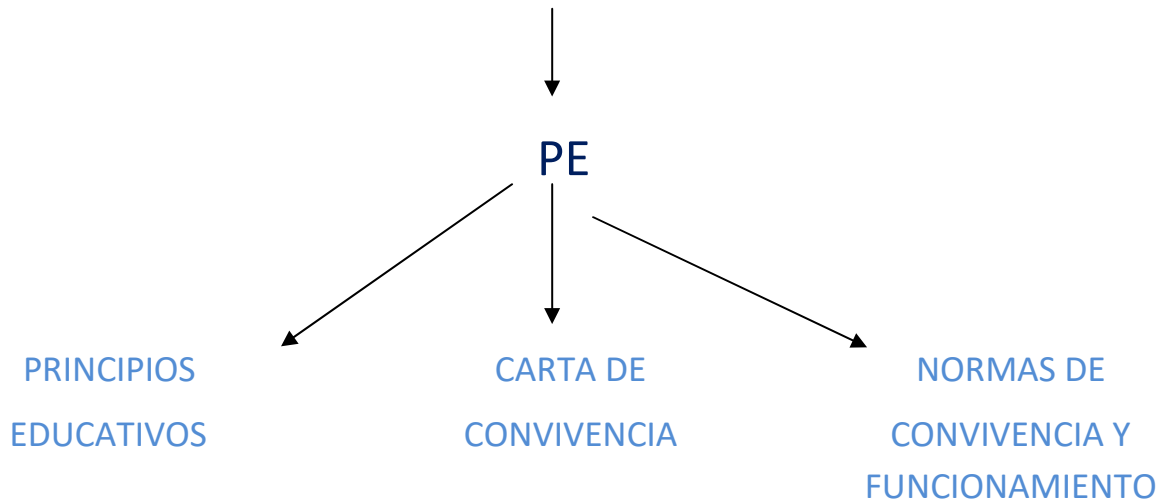 PE
PRINCIPIOS
EDUCATIVOS
CARTA DE
CONVIVENCIA
NORMAS DE
CONVIVENCIA Y
FUNCIONAMIENTO